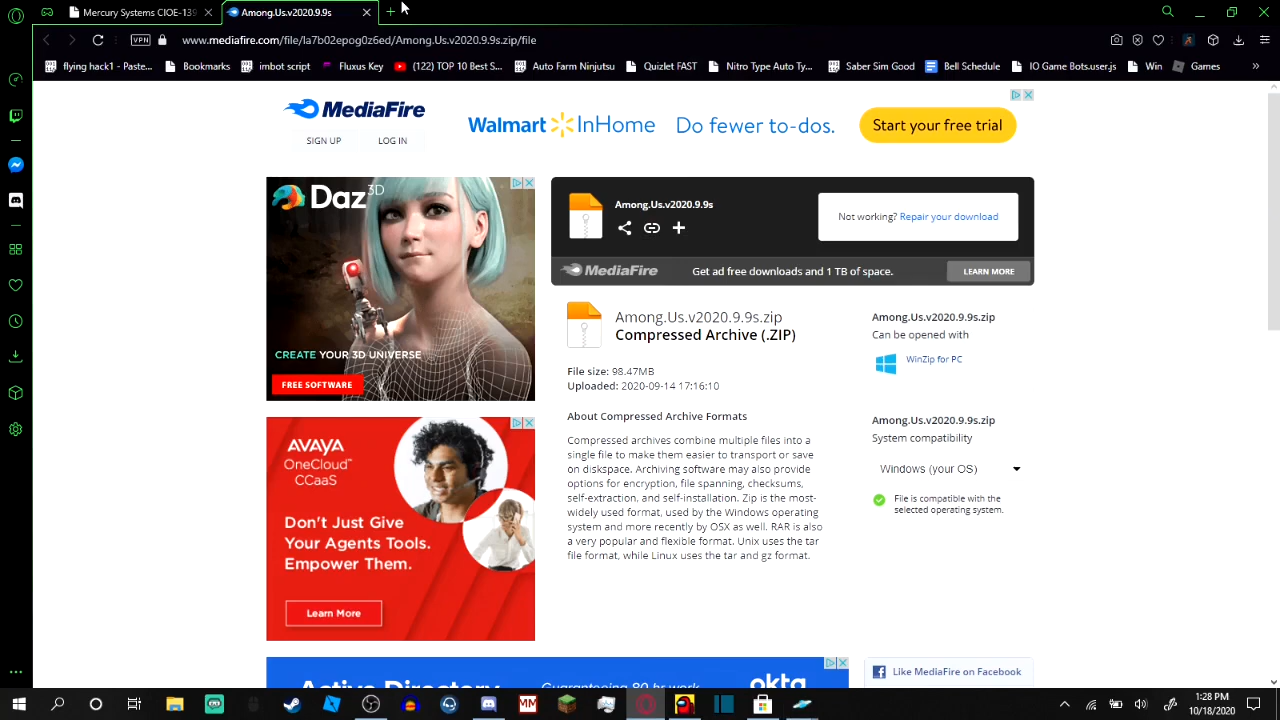 Mercury Systems CIOE-139
Among.Us.v2020.9.9s
VPN
www.mediafire.com/file/la7b02epog0z6ed/Among.Us.v2020.9.9s.zip/file
flying hack1 - Paste... Bookmarks imbot script Fluxus Key (122) TOP 10 Best S... Auto Farm Ninjutsu Quizlet FAST Nitro Type Auto Ty... Saber Sim Good Bell Schedule IO Game Bots.user.js Win Games »
MediaFire
SIGN UP LOG IN
Walmart InHome Do fewer to-dos. Start your free trial
Daz 3D
CREATE YOUR 3D UNIVERSE
FREE SOFTWARE
Among.Us.v2020.9.9s
Not working? Repair your download
MediaFire Get ad free downloads and 1 TB of space. LEARN MORE
Among.Us.v2020.9.9s.zip
Compressed Archive (.ZIP)
File size: 98.47MB
Uploaded: 2020-09-14 17:16:10
About Compressed Archive Formats
Compressed archives combine multiple files into a
single file to make them easier to transport or save
on diskspace. Archiving software may also provide
options for encryption, file spanning, checksums,
self-extraction, and self-installation. Zip is the most-
widely used format, used by the Windows operating
system and more recently by OSX as well. RAR is also
a very popular and flexible format. Unix uses the tar
file format, while Linux uses the tar and gz format.
Among.Us.v2020.9.9s.zip
Can be opened with
WinZip for PC
Among.Us.v2020.9.9s.zip
System compatibility
Windows (your OS)
File is compatible with the
selected operating system.
AVAYA
OneCloud™
CCaaS
Don't Just Give
Your Agents Tools.
Empower Them.
Learn More
Active Directory Guaranteeing 80 hr work okta
Like MediaFire on Facebook
MM
1:28 PM
10/18/2020